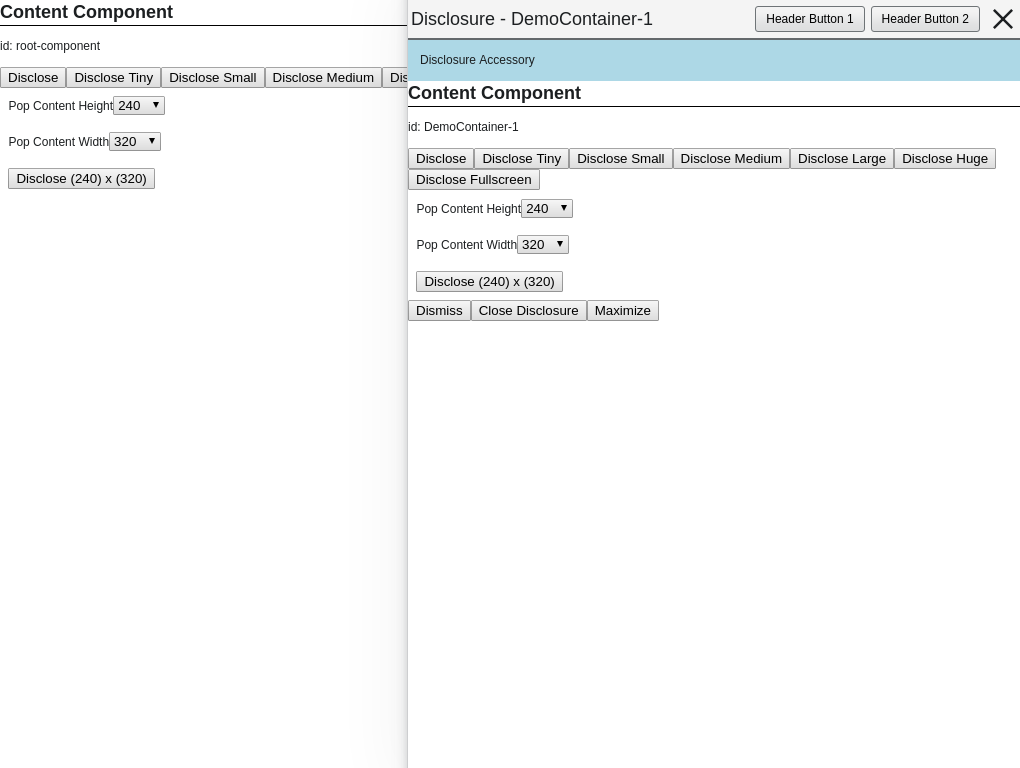 Content Component
id: root-component
Disclose Disclose Tiny Disclose Small Disclose Medium Dis
Pop Content Height 240
Pop Content Width 320
Disclose (240) x (320)
Disclosure - DemoContainer-1 Header Button 1 Header Button 2
Disclosure Accessory
Content Component
id: DemoContainer-1
Disclose Disclose Tiny Disclose Small Disclose Medium Disclose Large Disclose Huge
Disclose Fullscreen
Pop Content Height 240
Pop Content Width 320
Disclose (240) x (320)
Dismiss Close Disclosure Maximize